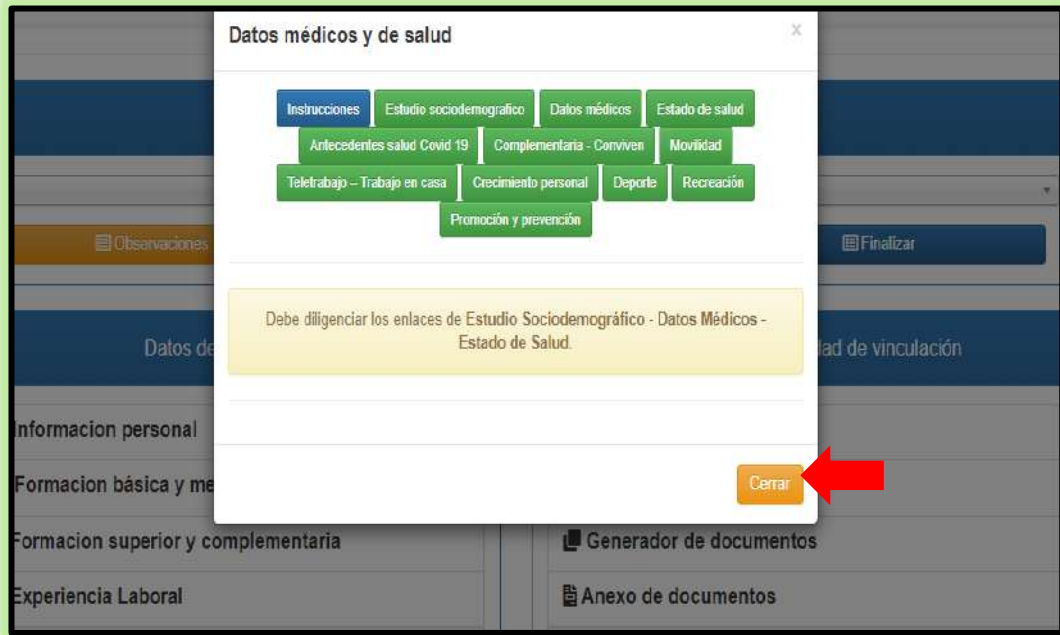 Datos médicos y de salud
x
Instrucciones
Estudio sociodemografico
Datos médicos
Estado de salud
Antecedentes salud Covid 19
Complementaria - Conviven
Movilidad
Teletrabajo – Trabajo en casa
Crecimiento personal
Deporte
Recreación
Promoción y prevención
Observaciones
Finalizar
Debe diligenciar los enlaces de Estudio Sociodemográfico - Datos Médicos -
Estado de Salud.
Datos de
dad de vinculación
Informacion personal
Formacion básica y me
Cerrar
Formacion superior y complementaria
Generador de documentos
Experiencia Laboral
Anexo de documentos